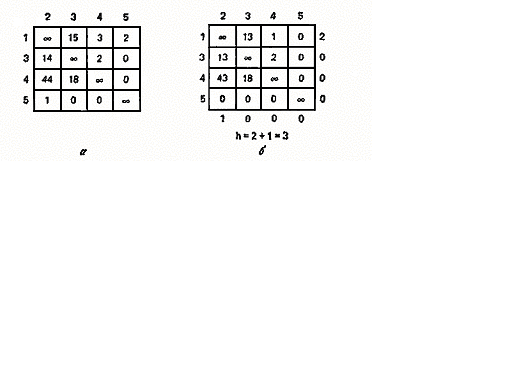 2 3 4 5
1 ∞ 15 3 2
3 14 ∞ 2 0
4 44 18 ∞ 0
5 1 0 0 ∞
а
2 3 4 5
1 ∞ 13 1 0 2
3 13 ∞ 2 0 0
4 43 18 ∞ 0 0
5 0 0 0 ∞ 0
1 0 0 0
h = 2 + 1 = 3
б